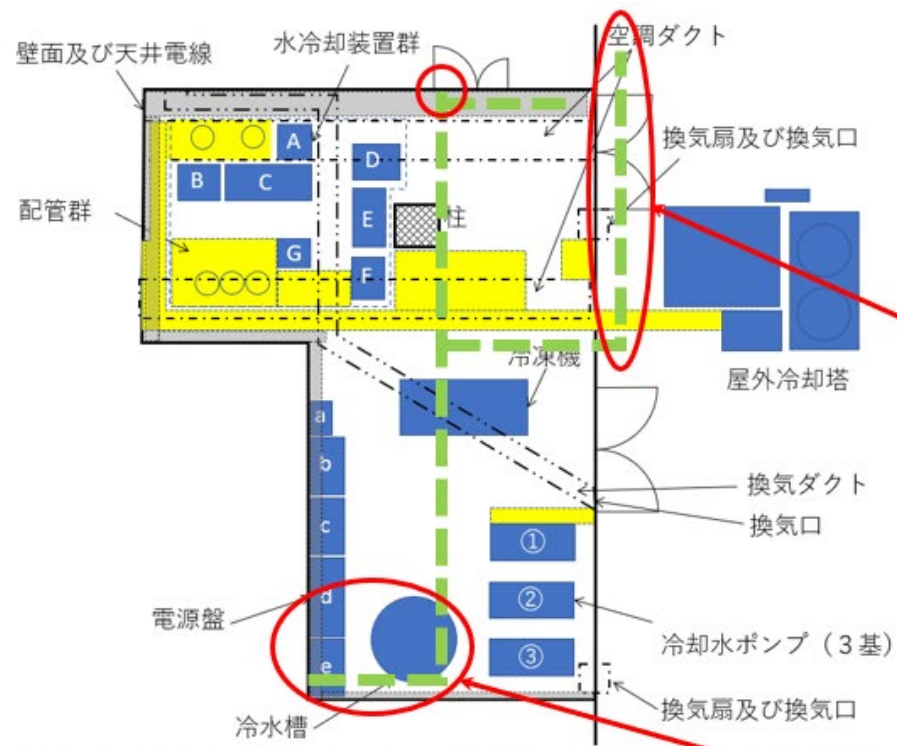 空調ダクト
水冷却装置群
壁面及び天井電線
換気扇及び換気口
A
D
B
C
E
配管群
柱
G
F
冷凍機
屋外冷却塔
a
b
換気ダクト
換気口
c
①
d
②
電源盤
冷却水ポンプ（３基）
e
③
冷水槽
換気扇及び換気口